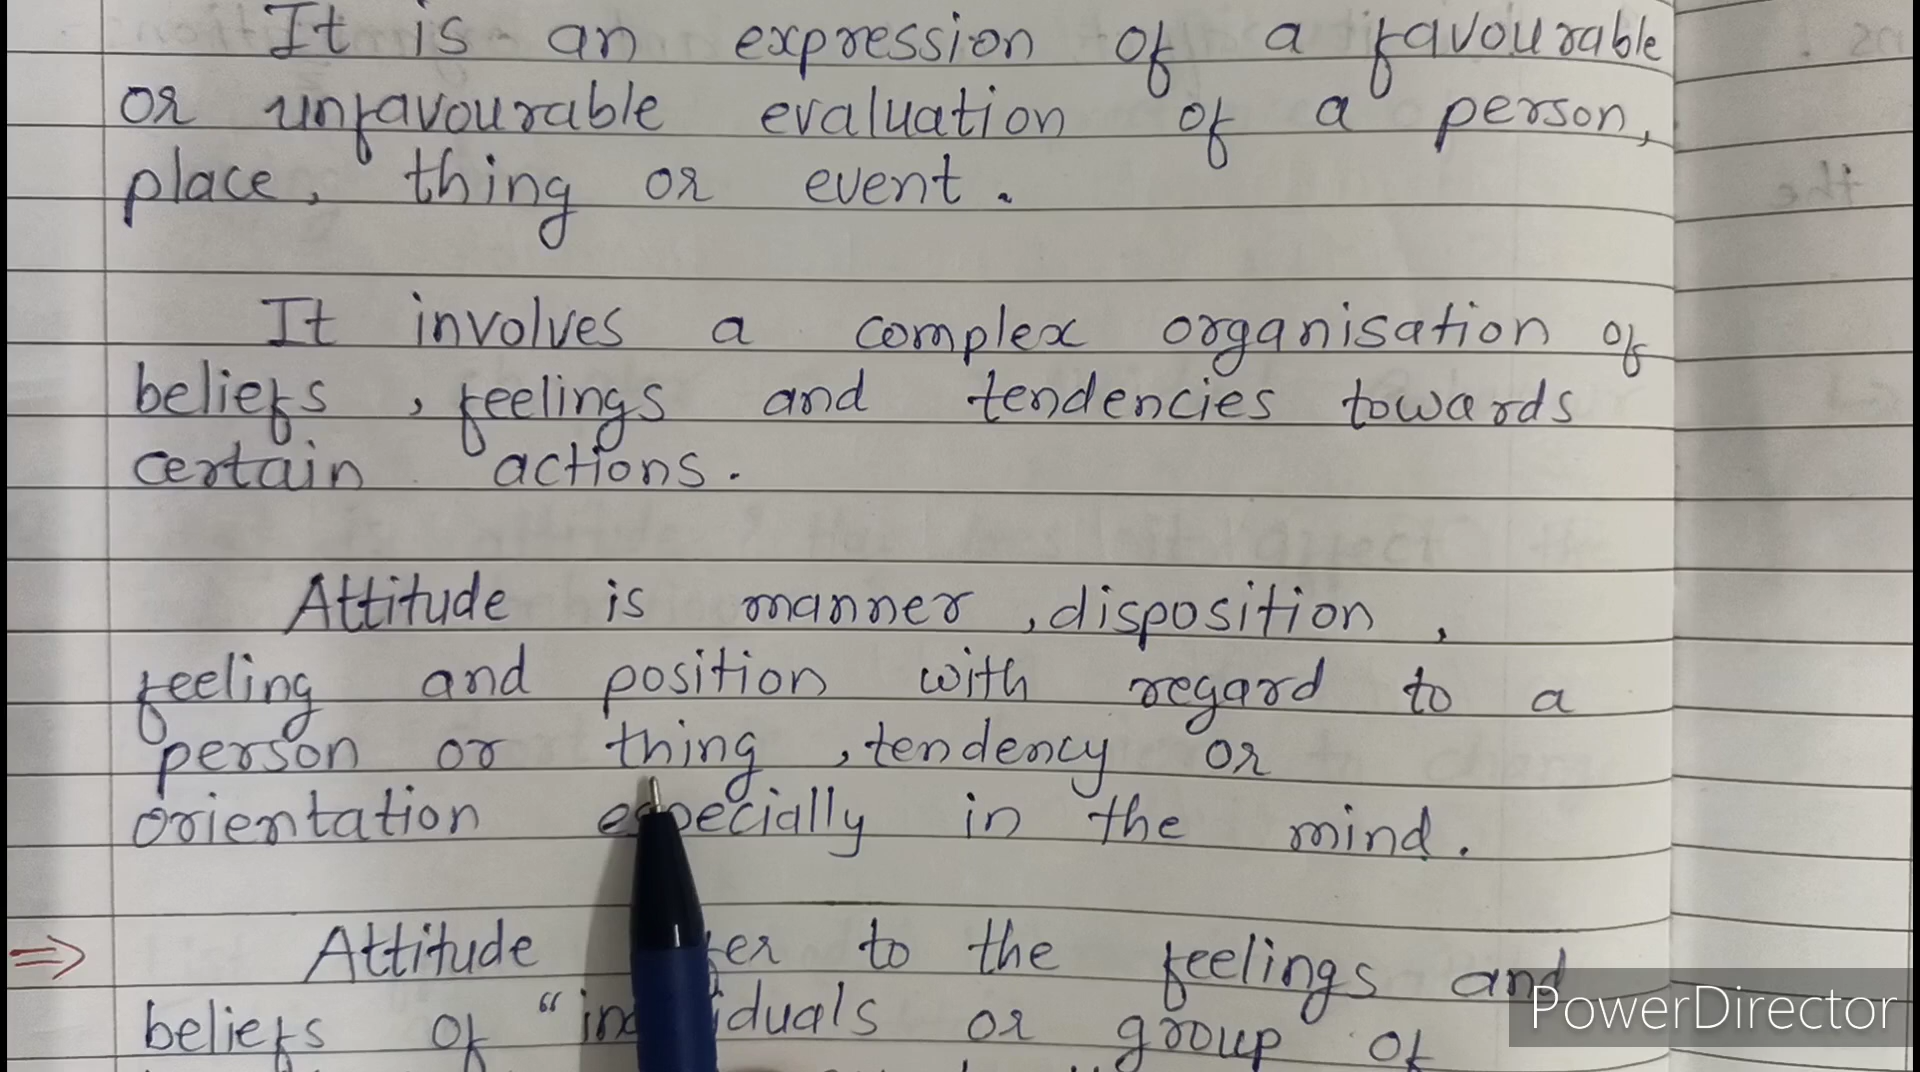 It is an expression of a favourable
or unfavourable evaluation of a person,
place, thing or event.
It involves a complex organisation of
beliefs, feelings and tendencies towards
certain actions.
Attitude is manner, disposition,
feeling and position with regard to a
person or thing, tendency or
orientation especially in the mind.
⇒ Attitude to the feelings and
beliefs of "individuals or group of
PowerDirector
the